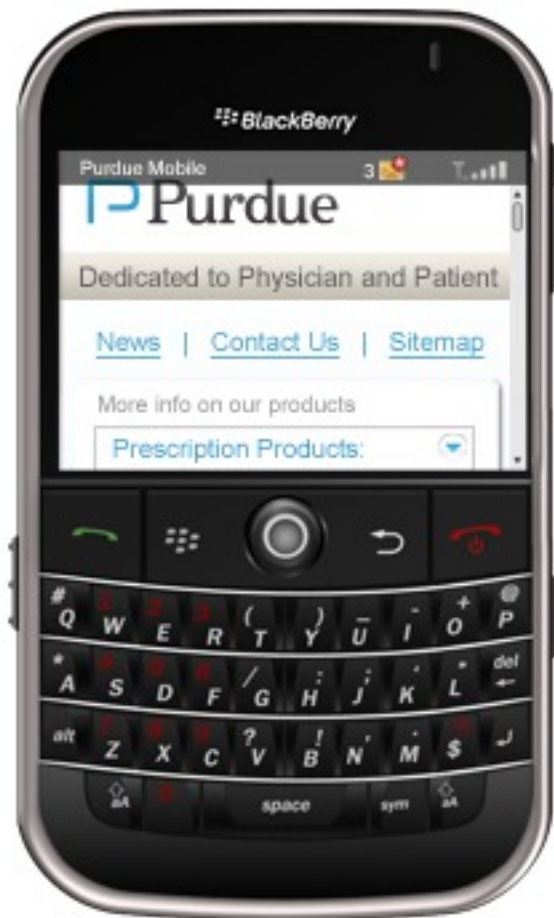 BlackBerry
Purdue Mobile 3
Purdue
Dedicated to Physician and Patient
News | Contact Us | Sitemap
More info on our products
Prescription Products:
# Q W E R ( T ) Y _ U - I + O @ P
* A S D F / G : H ; J ' K " L del
alt Z X C ? V ! B , N . M $
aA space sym aA